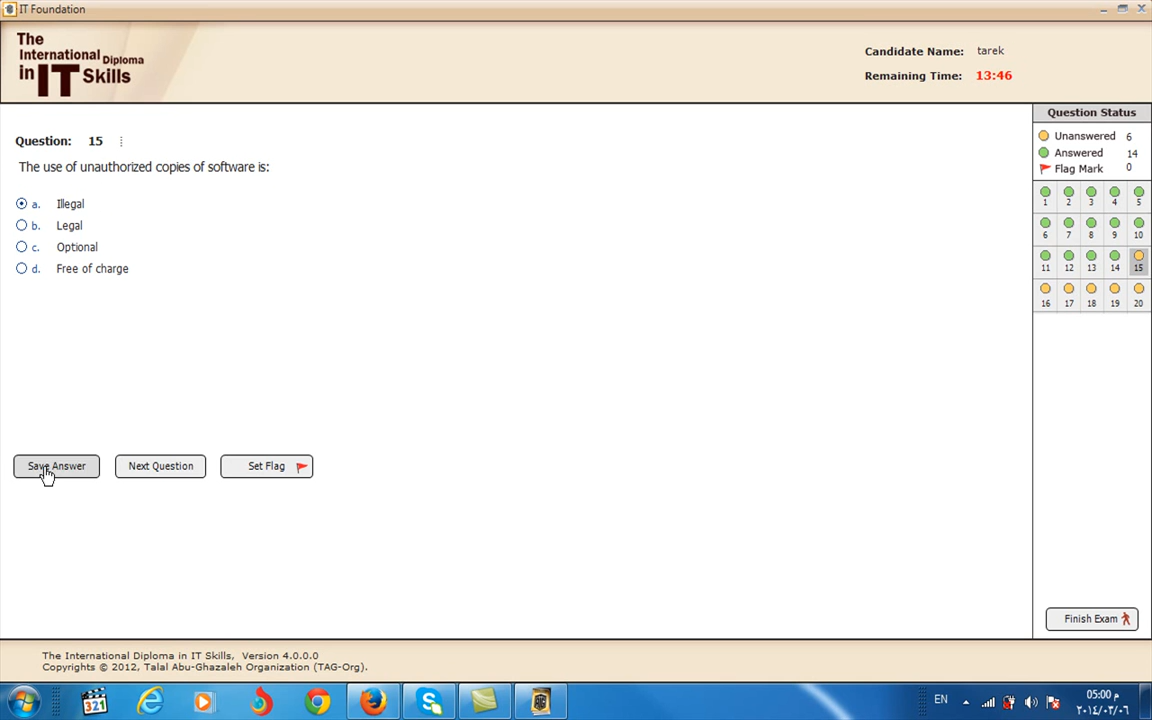 IT Foundation
The
International Diploma
in IT Skills
Candidate Name: tarek
Remaining Time: 13:46
Question Status
Unanswered 6
Answered 14
Flag Mark 0
1 2 3 4 5
6 7 8 9 10
11 12 13 14 15
16 17 18 19 20
Question: 15
The use of unauthorized copies of software is:
a. Illegal
b. Legal
c. Optional
d. Free of charge
Save Answer Next Question Set Flag
Finish Exam
The International Diploma in IT Skills, Version 4.0.0.0
Copyrights © 2012, Talal Abu-Ghazaleh Organization (TAG-Org).
321
EN
05:00 م
٢٠١٤/٠٣/٠٦